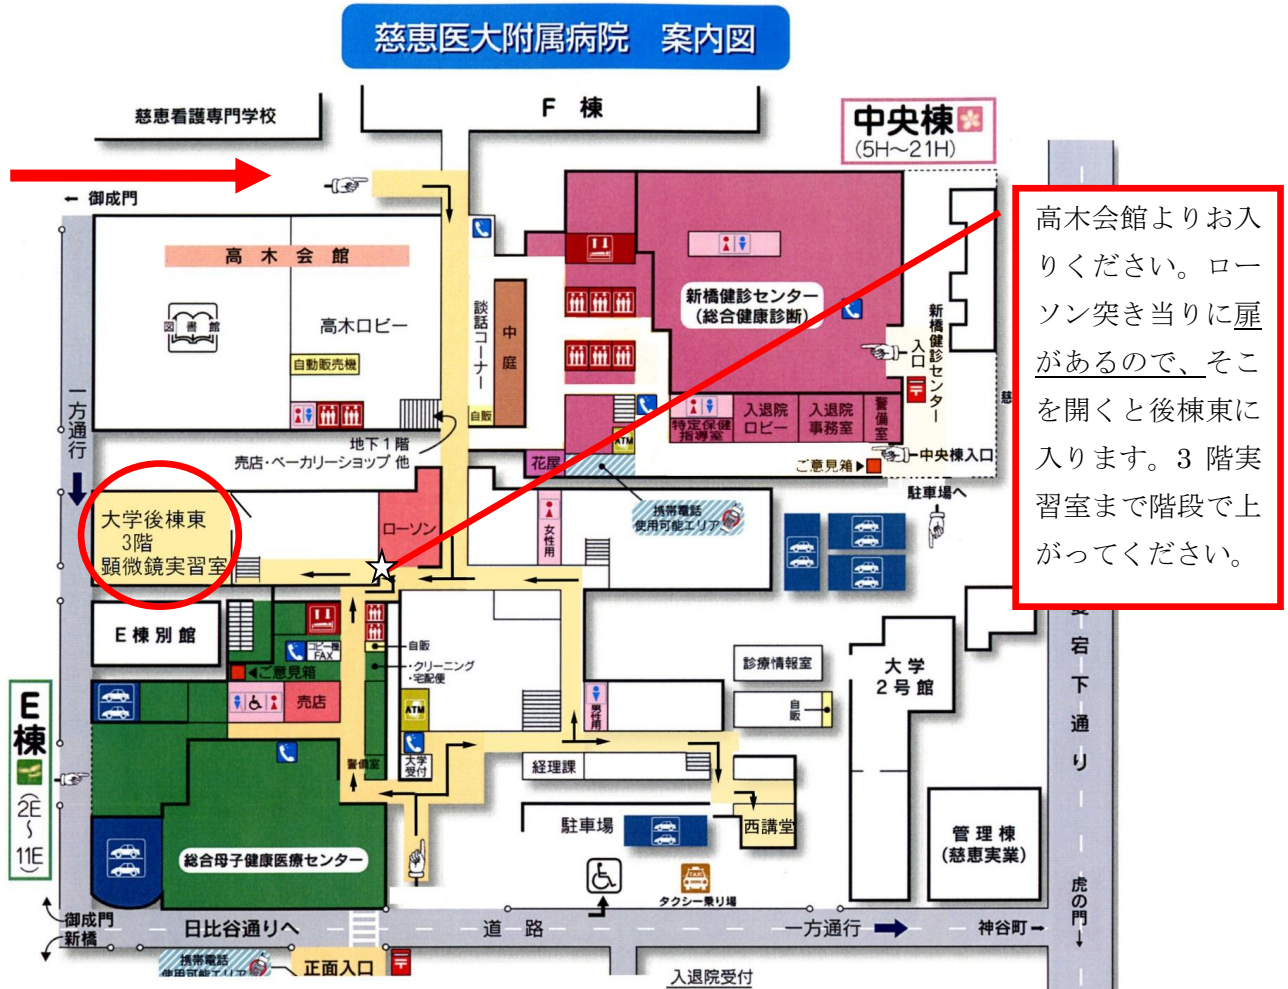 慈恵医大附属病院　案内図
慈恵看護専門学校
F 棟
中央棟
(5H〜21H)
← 御成門
高 木 会 館
図書館
高木ロビー
自動販売機
談話コーナー
中庭
自販
地下1階
売店・ベーカリーショップ 他
新橋健診センター
(総合健康診断)
新橋健診センター
入口
特定保健
指導室
入退院
ロビー
入退院
事務室
警備室
ATM
花屋
ご意見箱▶
中央棟入口
駐車場へ
携帯電話
使用可能エリア
高木会館よりお入
りください。ロー
ソン突き当りに扉
があるので、そこ
を開くと後棟東に
入ります。3 階実
習室まで階段で上
がってください。
一方通行
大学後棟東
3階
顕微鏡実習室
ローソン
女性用
E棟別館
コピー機
FAX
◀ご意見箱
売店
自販
・クリーニング
・宅配便
ATM
大学
受付
警備室
男性用
経理課
診療情報室
自販
大学
2号館
愛宕下通り
E棟
(2E〜11E)
総合母子健康医療センター
駐車場
西講堂
管理棟
(慈恵実業)
TAXI
タクシー乗り場
虎の門
御成門
新橋
日比谷通りへ
道路
一方通行
神谷町→
携帯電話
使用可能エリア
正面入口
入退院受付